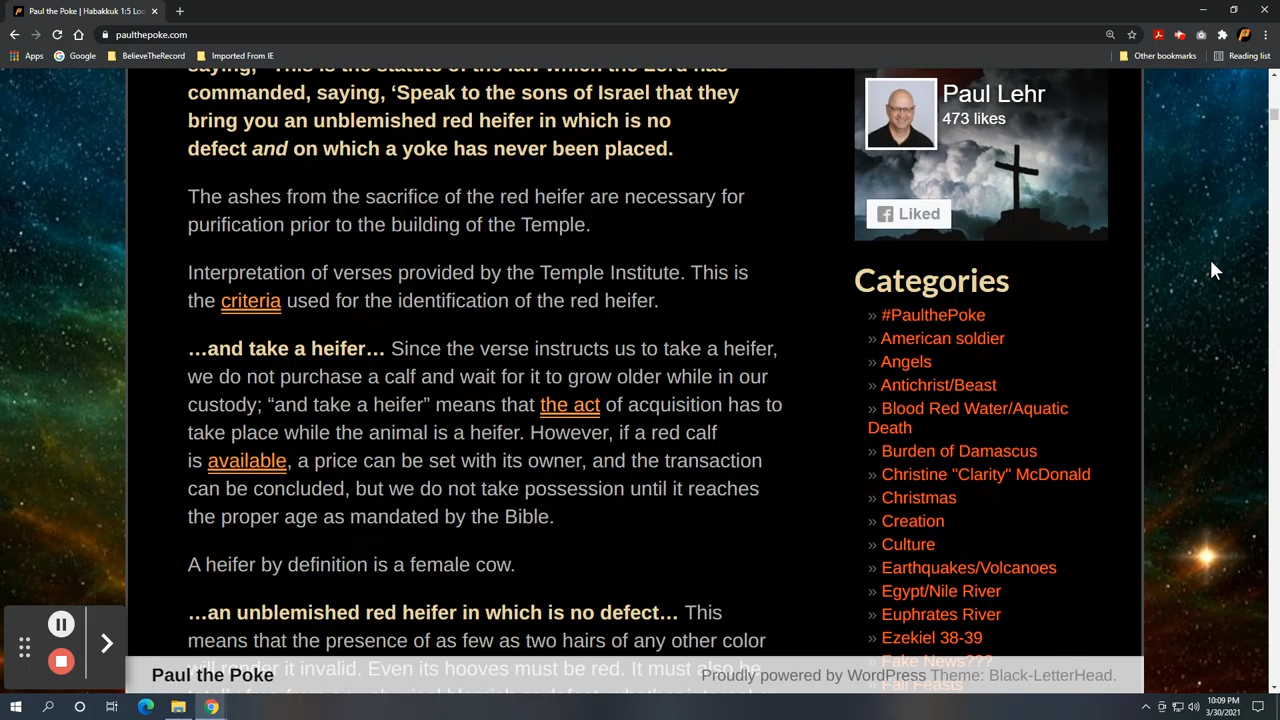 Paul the Poke | Habakkuk 1:5 Loo
paulthepoke.com
Apps
Google
BelieveTheRecord
Imported From IE
Other bookmarks
Reading list
saying, "This is the statute of the law which the Lord has
commanded, saying, ‘Speak to the sons of Israel that they
bring you an unblemished red heifer in which is no
defect and on which a yoke has never been placed.
The ashes from the sacrifice of the red heifer are necessary for
purification prior to the building of the Temple.
Interpretation of verses provided by the Temple Institute. This is
the criteria used for the identification of the red heifer.
…and take a heifer… Since the verse instructs us to take a heifer,
we do not purchase a calf and wait for it to grow older while in our
custody; “and take a heifer” means that the act of acquisition has to
take place while the animal is a heifer. However, if a red calf
is available, a price can be set with its owner, and the transaction
can be concluded, but we do not take possession until it reaches
the proper age as mandated by the Bible.
A heifer by definition is a female cow.
…an unblemished red heifer in which is no defect… This
means that the presence of as few as two hairs of any other color
will render it invalid. Even its hooves must be red. It must also be
Paul Lehr
473 likes
Liked
Categories
» #PaulthePoke
» American soldier
» Angels
» Antichrist/Beast
» Blood Red Water/Aquatic
Death
» Burden of Damascus
» Christine "Clarity" McDonald
» Christmas
» Creation
» Culture
» Earthquakes/Volcanoes
» Egypt/Nile River
» Euphrates River
» Ezekiel 38-39
» Fake News???
» Fall Feasts
Paul the Poke
Proudly powered by WordPress Theme: Black-LetterHead.
10:09 PM
3/30/2021